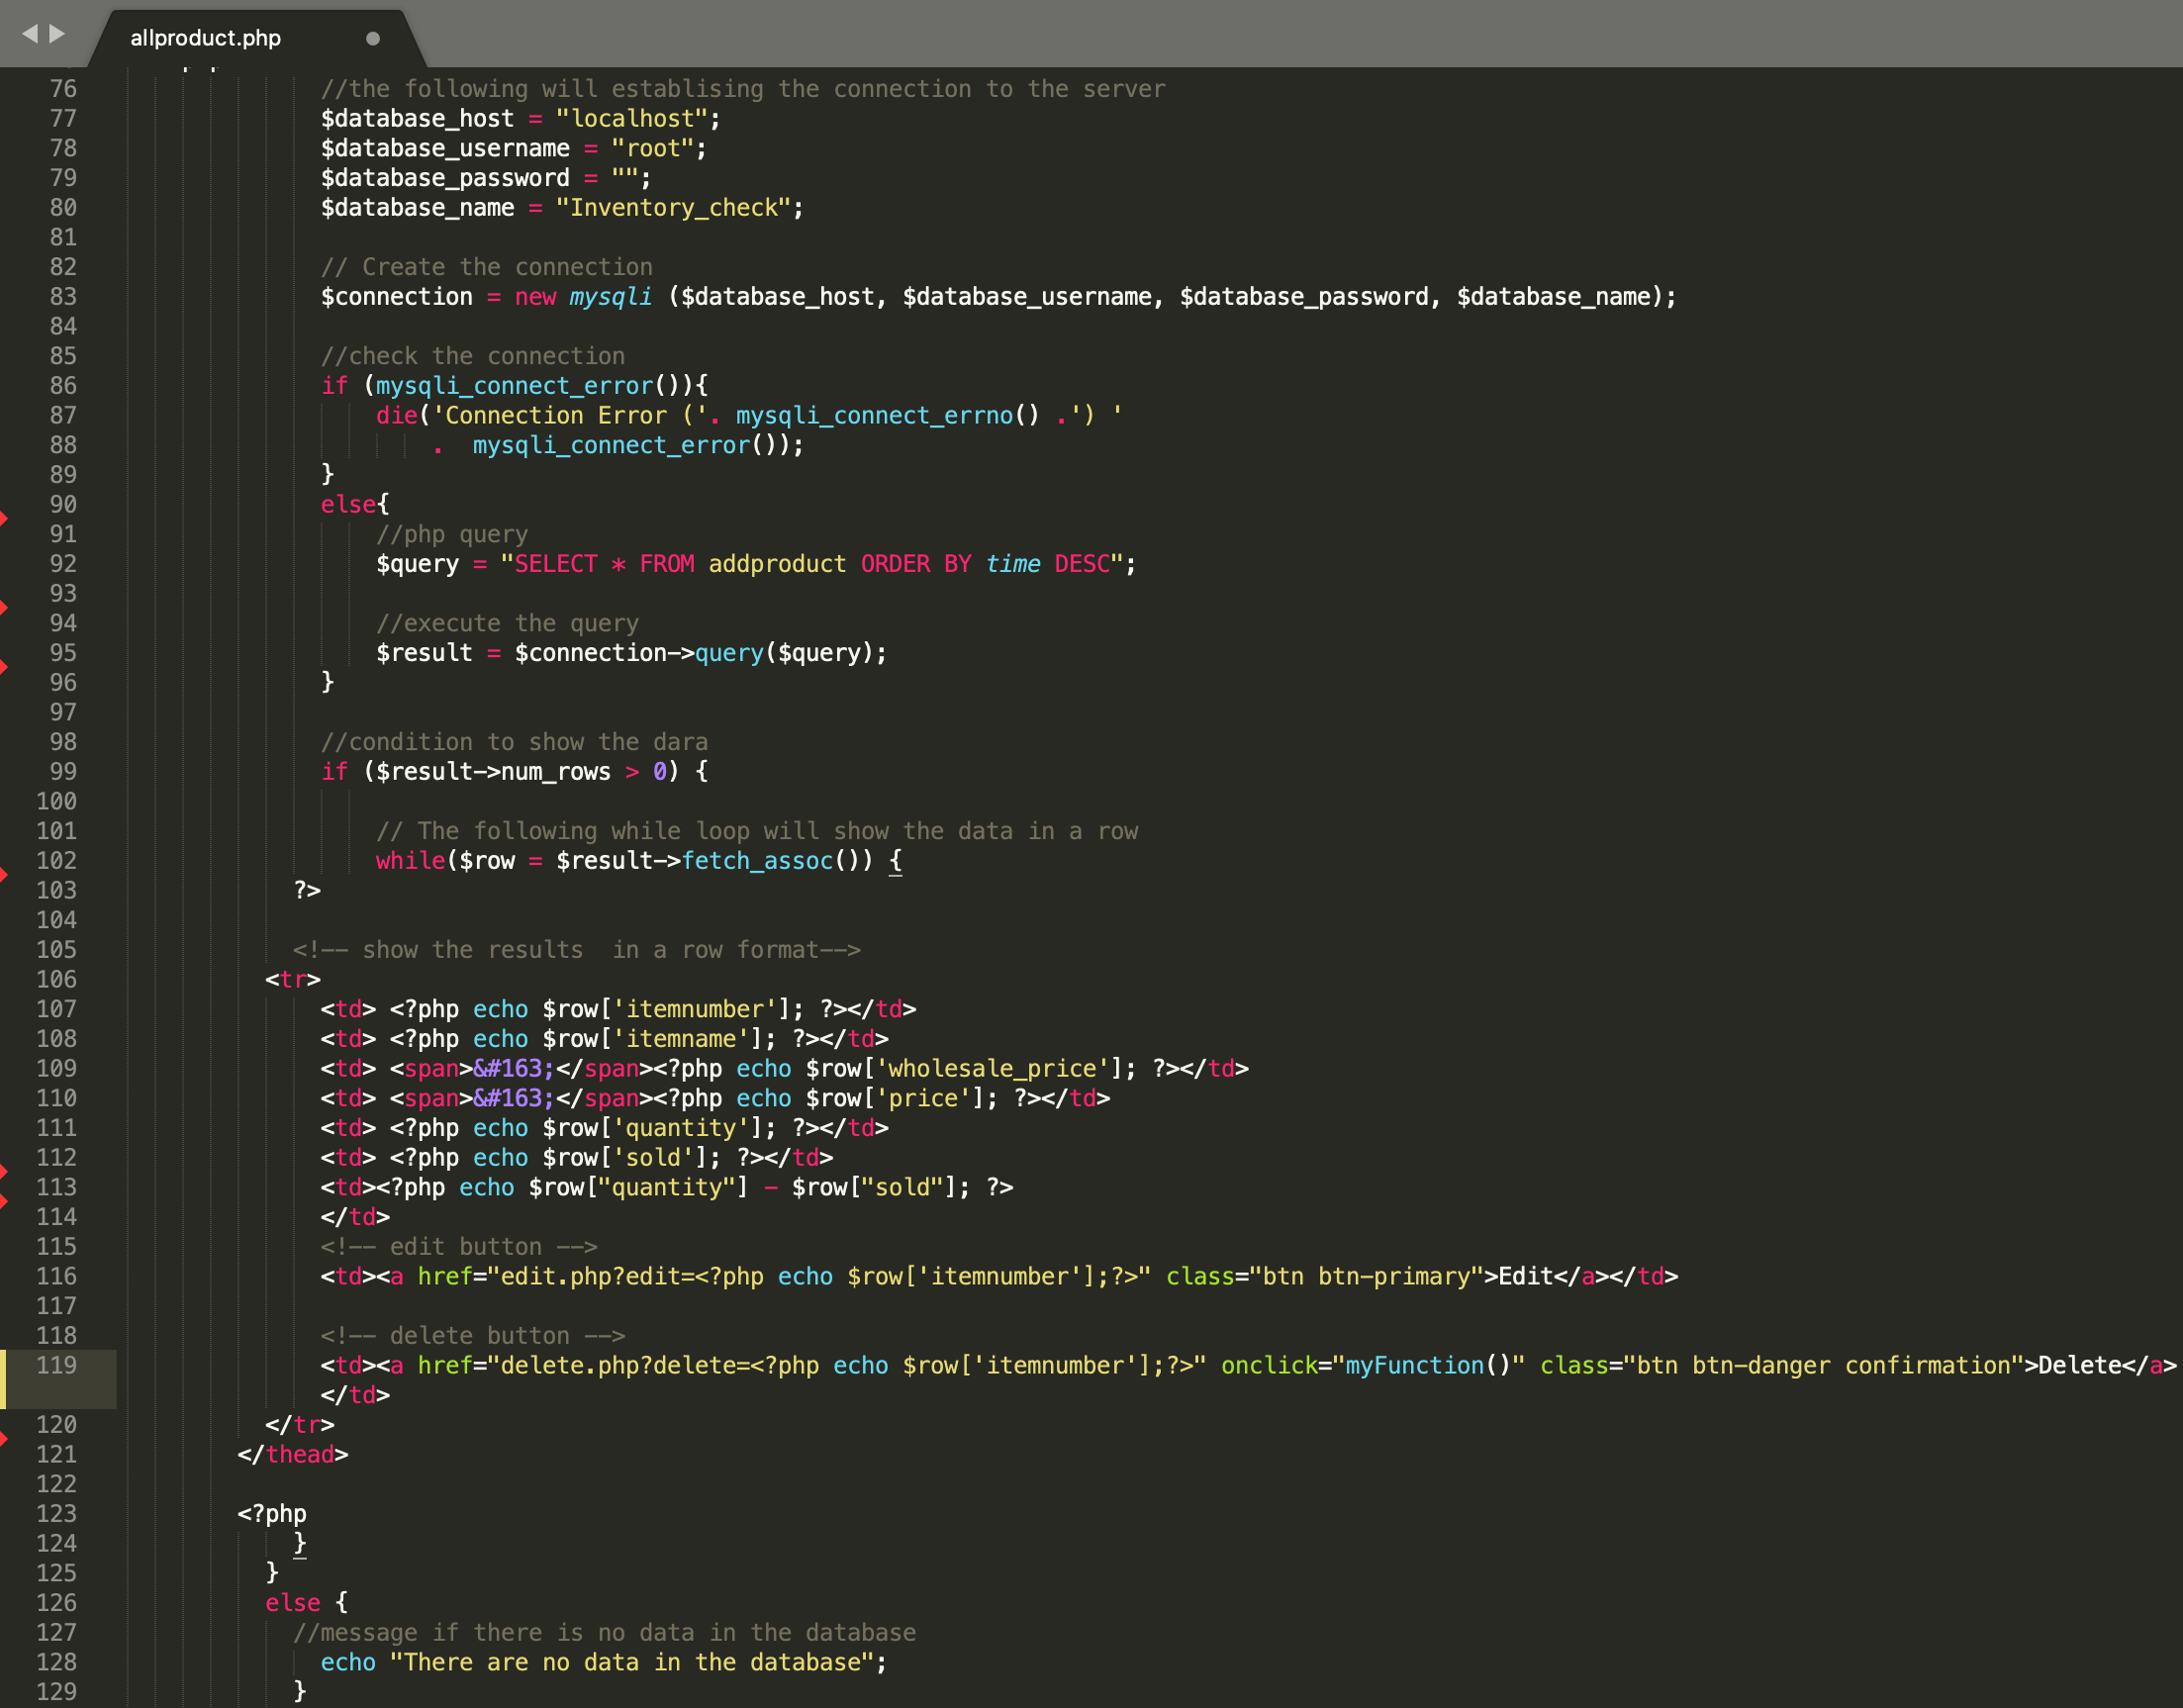 allproduct.php
76 //the following will establising the connection to the server
77 $database_host = "localhost";
78 $database_username = "root";
79 $database_password = "";
80 $database_name = "Inventory_check";
81
82 // Create the connection
83 $connection = new mysqli ($database_host, $database_username, $database_password, $database_name);
84
85 //check the connection
86 if (mysqli_connect_error()){
87 die('Connection Error ('. mysqli_connect_errno() .') '
88 .  mysqli_connect_error());
89 }
90 else{
91 //php query
92 $query = "SELECT * FROM addproduct ORDER BY time DESC";
93
94 //execute the query
95 $result = $connection->query($query);
96 }
97
98 //condition to show the dara
99 if ($result->num_rows > 0) {
100
101 // The following while loop will show the data in a row
102 while($row = $result->fetch_assoc()) {
103 ?>
104
105 <!-- show the results  in a row format-->
106 <tr>
107 <td> <?php echo $row['itemnumber']; ?></td>
108 <td> <?php echo $row['itemname']; ?></td>
109 <td> <span>&#163;</span><?php echo $row['wholesale_price']; ?></td>
110 <td> <span>&#163;</span><?php echo $row['price']; ?></td>
111 <td> <?php echo $row['quantity']; ?></td>
112 <td> <?php echo $row['sold']; ?></td>
113 <td><?php echo $row["quantity"] - $row["sold"]; ?>
114 </td>
115 <!-- edit button -->
116 <td><a href="edit.php?edit=<?php echo $row['itemnumber'];?>" class="btn btn-primary">Edit</a></td>
117
118 <!-- delete button -->
119 <td><a href="delete.php?delete=<?php echo $row['itemnumber'];?>" onclick="myFunction()" class="btn btn-danger confirmation">Delete</a>
</td>
120 </tr>
121 </thead>
122
123 <?php
124 }
125 }
126 else {
127 //message if there is no data in the database
128 echo "There are no data in the database";
129 }